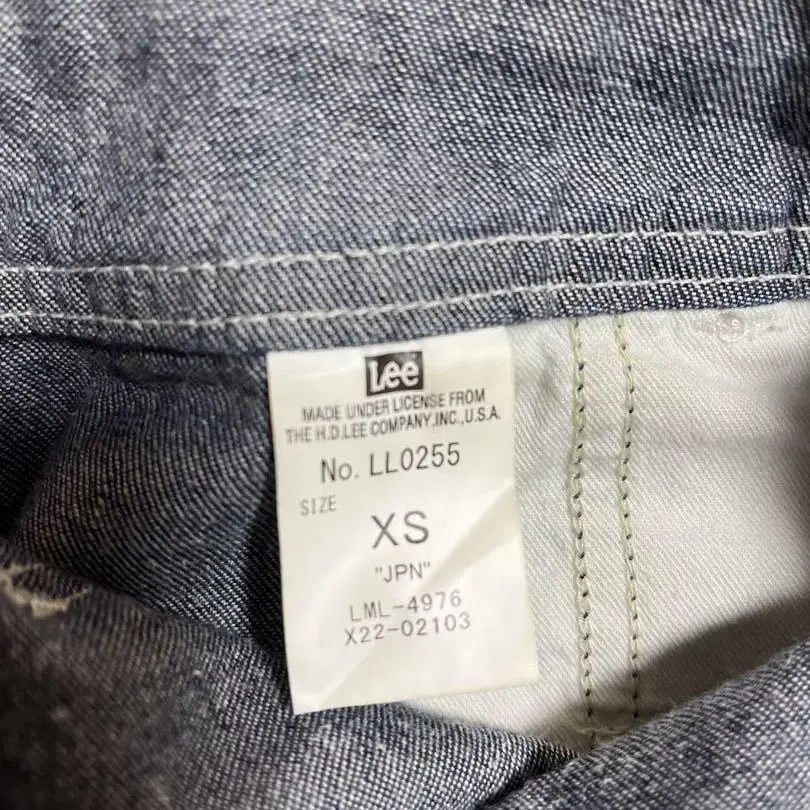 Lee
MADE UNDER LICENSE FROM
THE H.D.LEE COMPANY,INC.,U.S.A.
No. LL0255
SIZE
XS
"JPN"
LML-4976
X22-02103